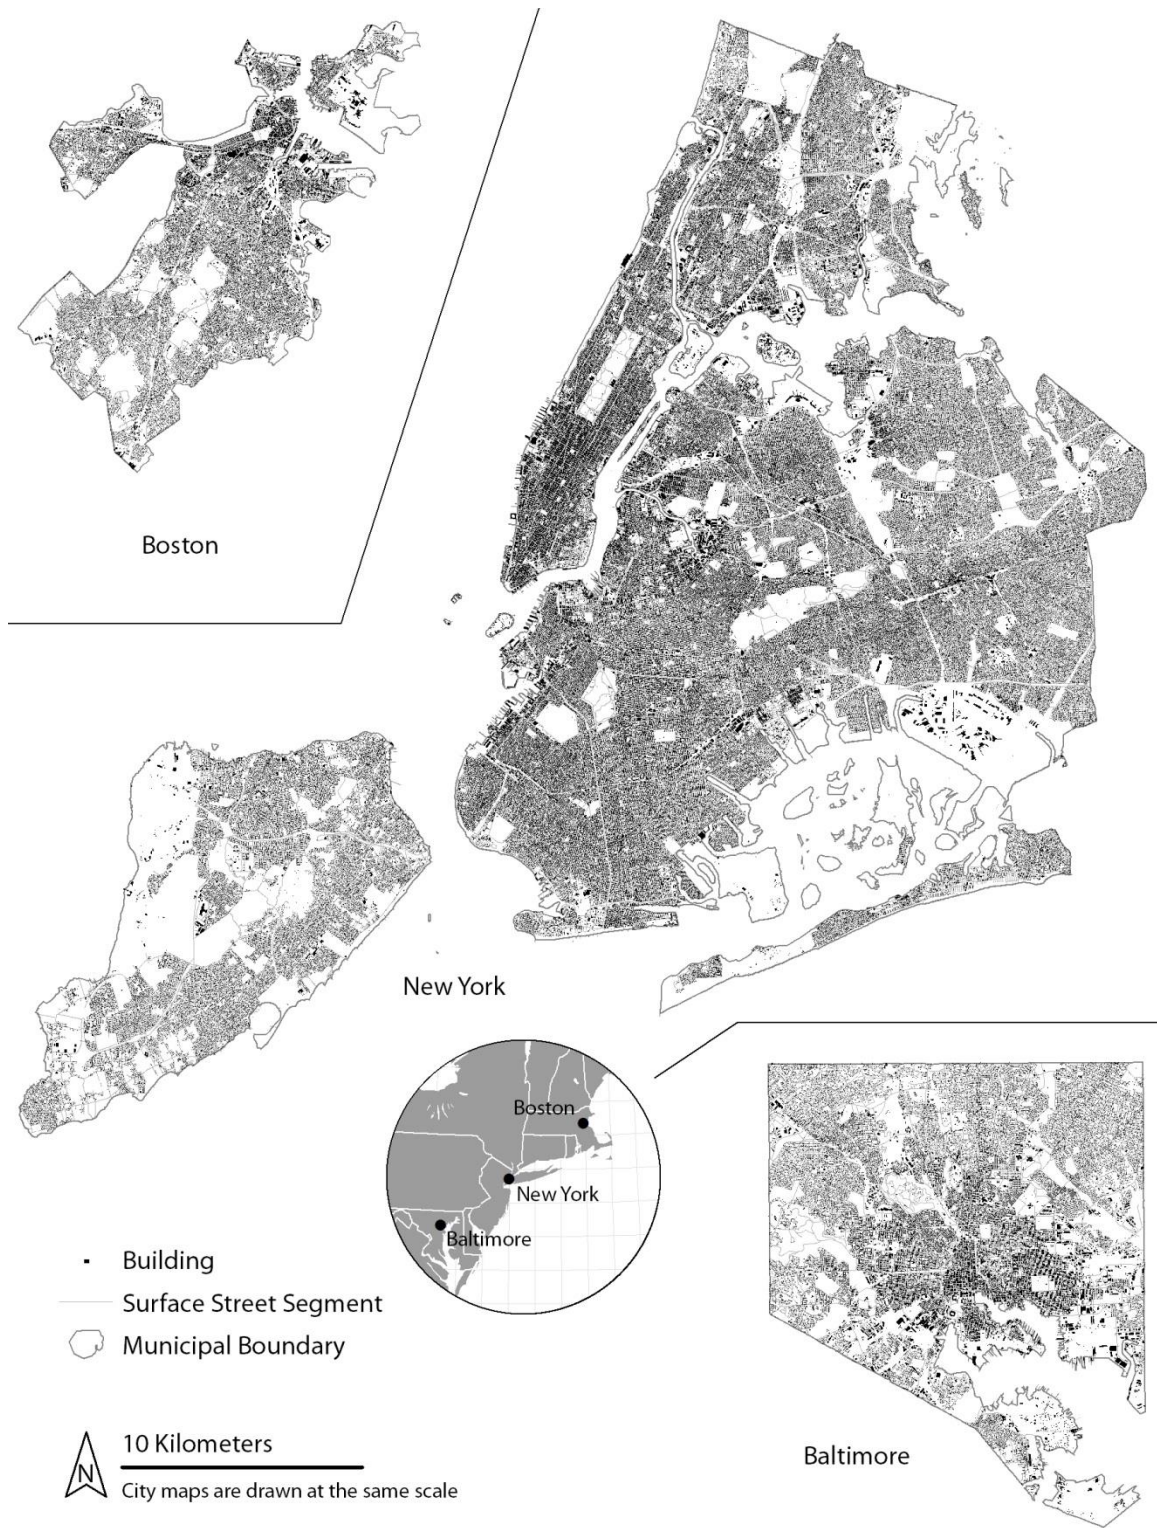 Boston
New York
Boston
New York
Baltimore
Building
Surface Street Segment
Municipal Boundary
N
10 Kilometers
City maps are drawn at the same scale
Baltimore